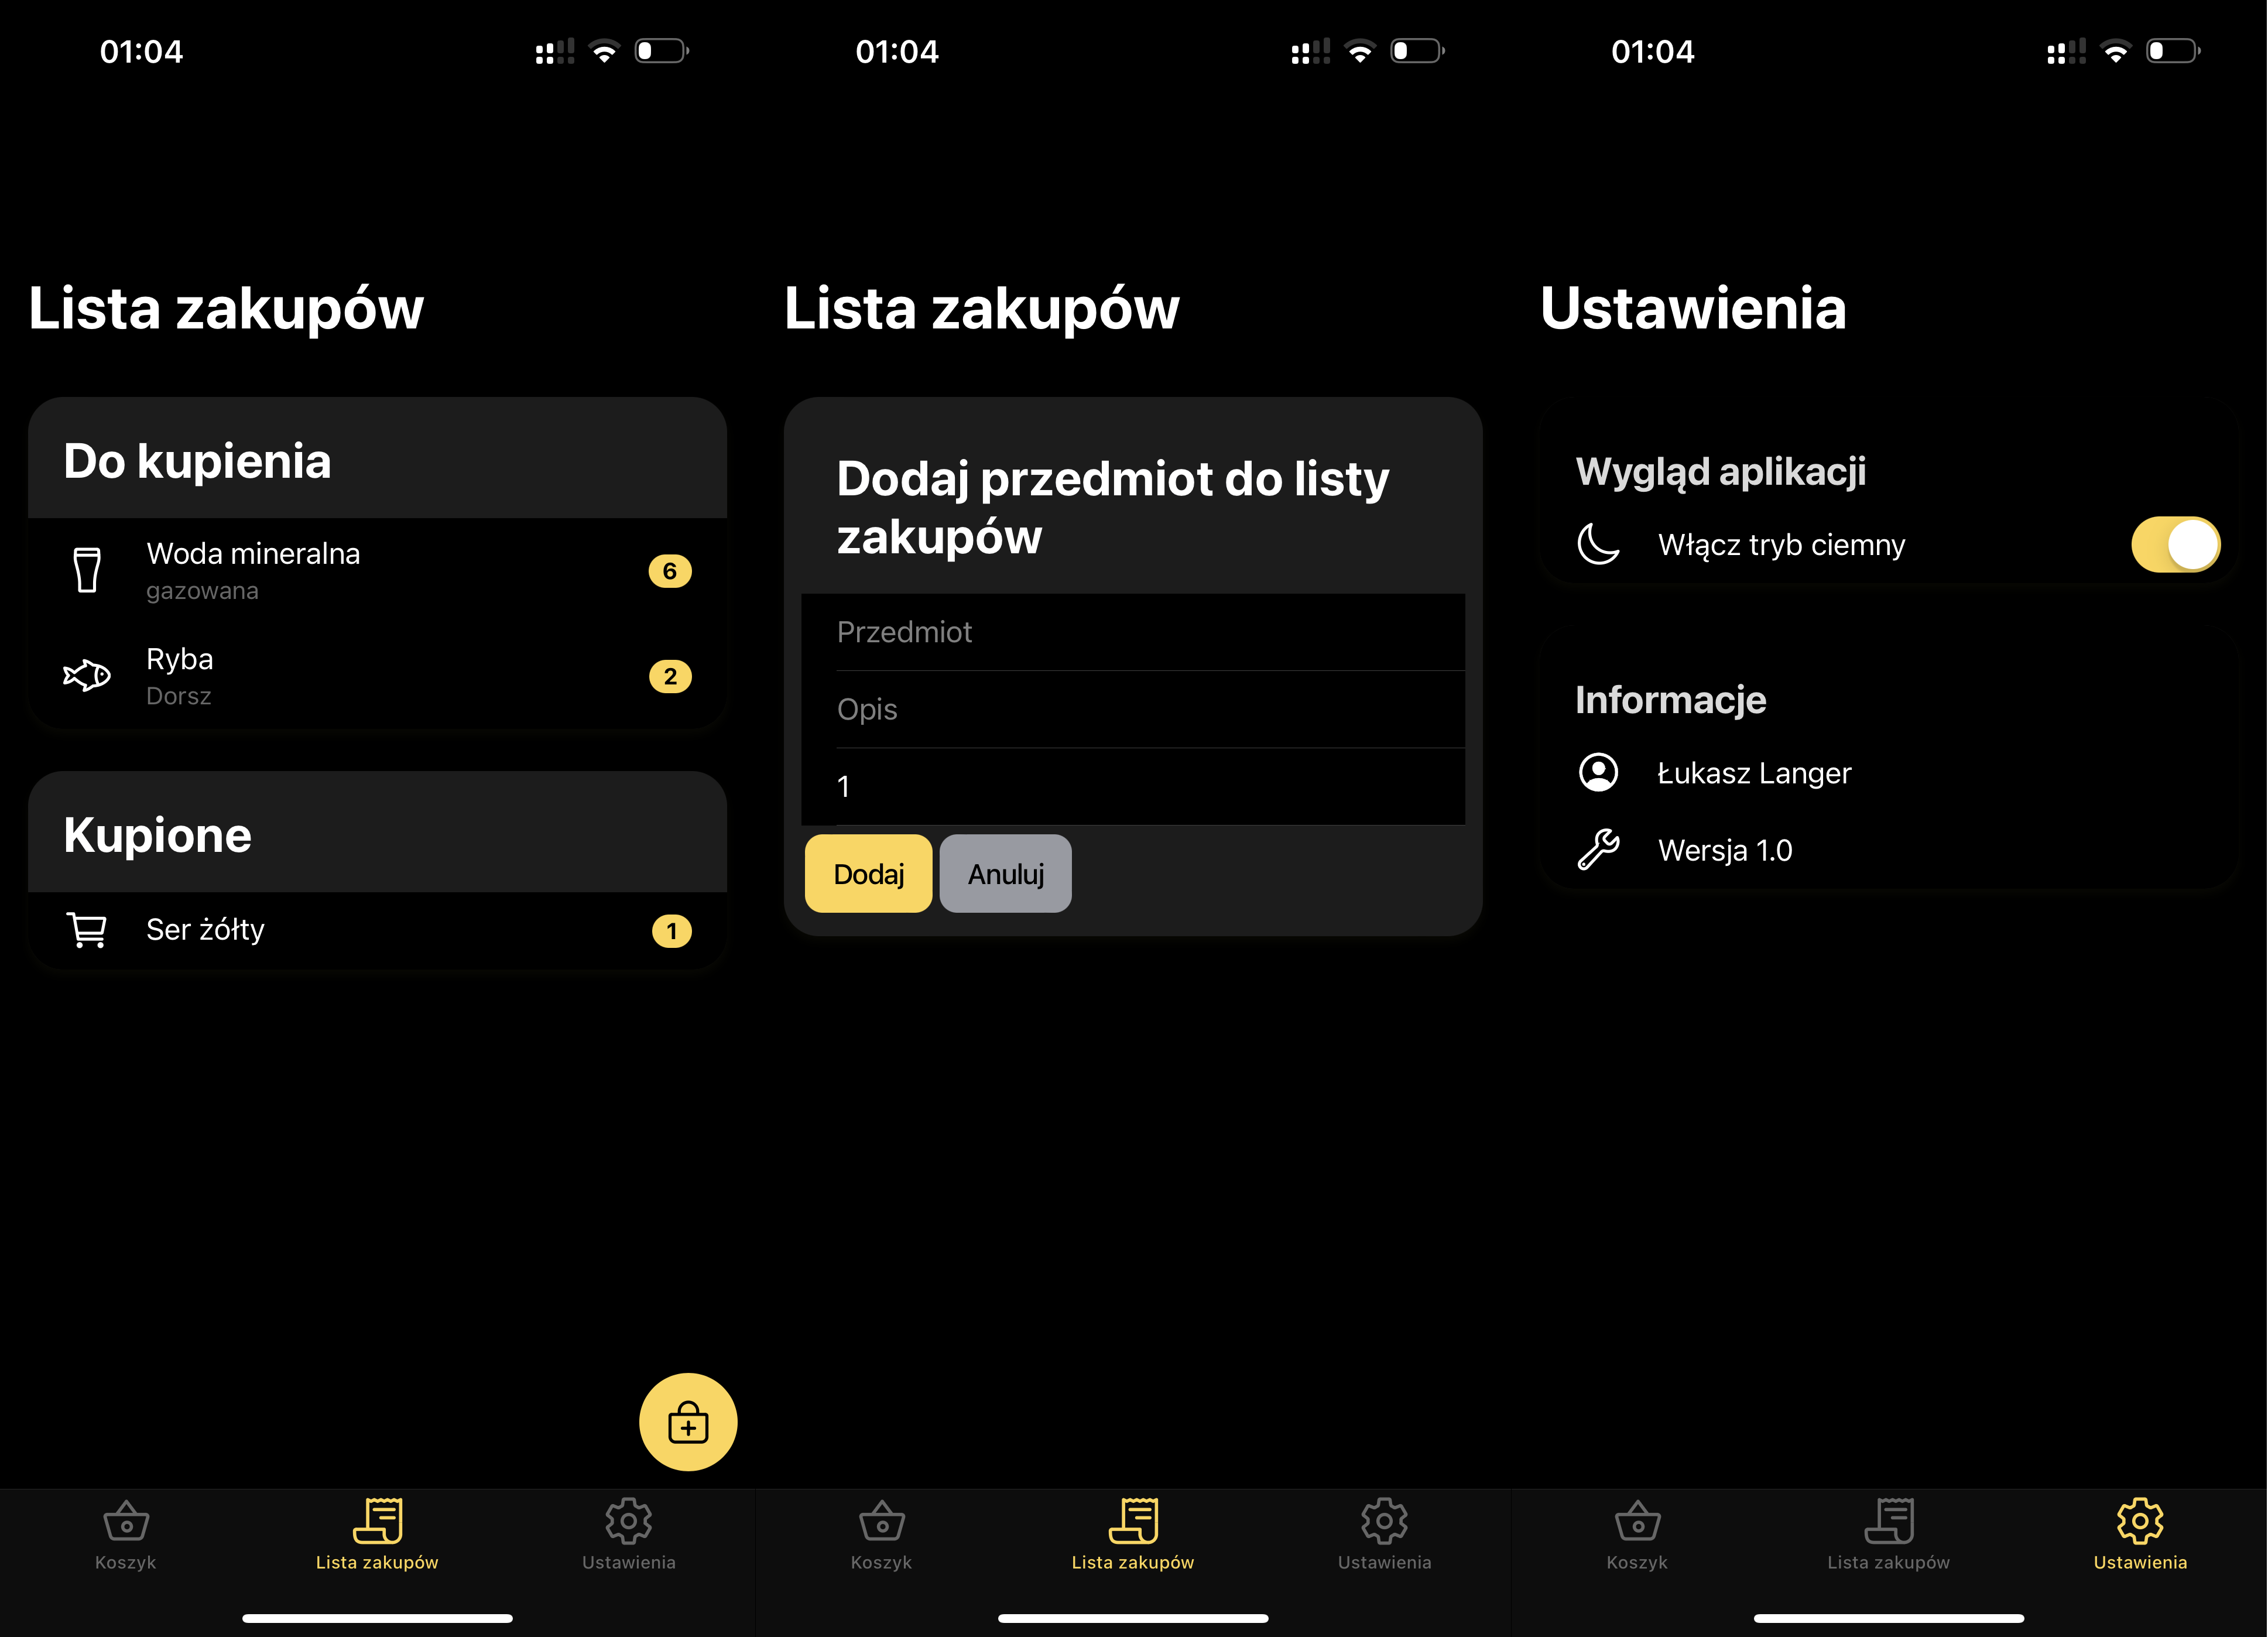 01:04
Lista zakupów
Do kupienia
Woda mineralna
gazowana
6
Ryba
Dorsz
2
Kupione
Ser żółty
1
Koszyk
Lista zakupów
Ustawienia
01:04
Lista zakupów
Dodaj przedmiot do listy
zakupów
Przedmiot
Opis
1
Dodaj
Anuluj
Koszyk
Lista zakupów
Ustawienia
01:04
Ustawienia
Wygląd aplikacji
Włącz tryb ciemny
Informacje
Łukasz Langer
Wersja 1.0
Koszyk
Lista zakupów
Ustawienia